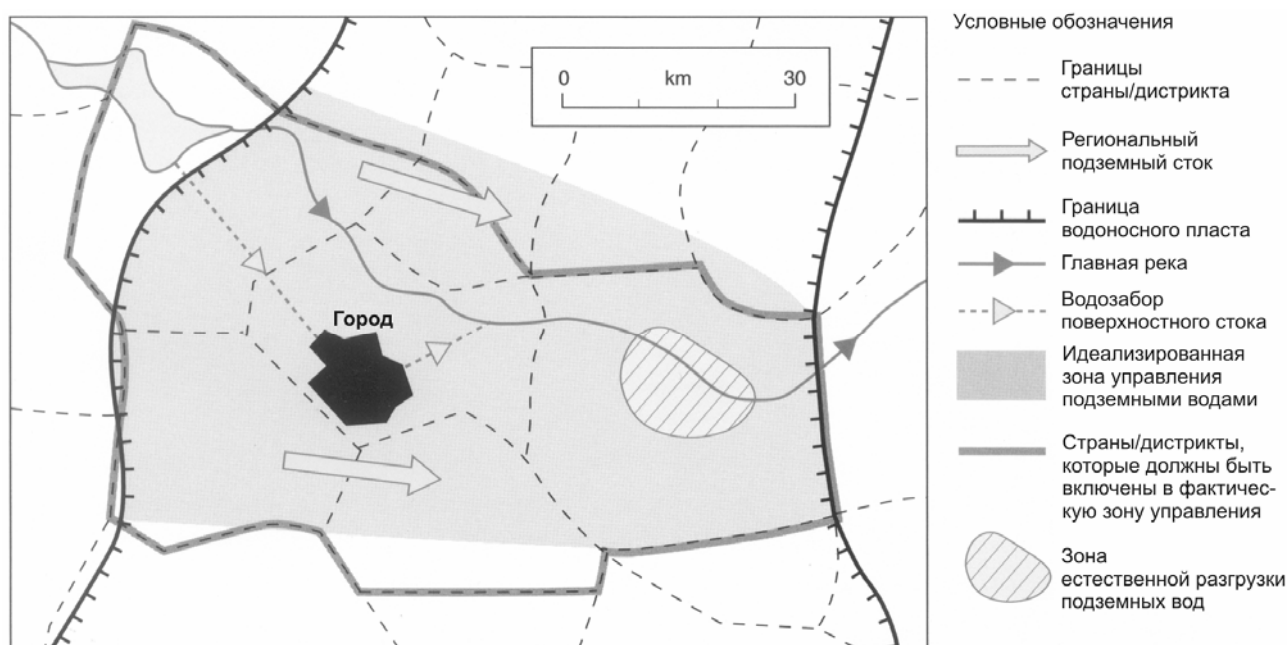 Условные обозначения
0 km 30
Границы
страны/дистрикта
Региональный
подземный сток
Граница
водоносного пласта
Главная река
Водозабор
поверхностного стока
Город
Идеализированная
зона управления
подземными водами
Страны/дистрикты,
которые должны быть
включены в фактичес-
кую зону управления
Зона
естественной разгрузки
подземных вод